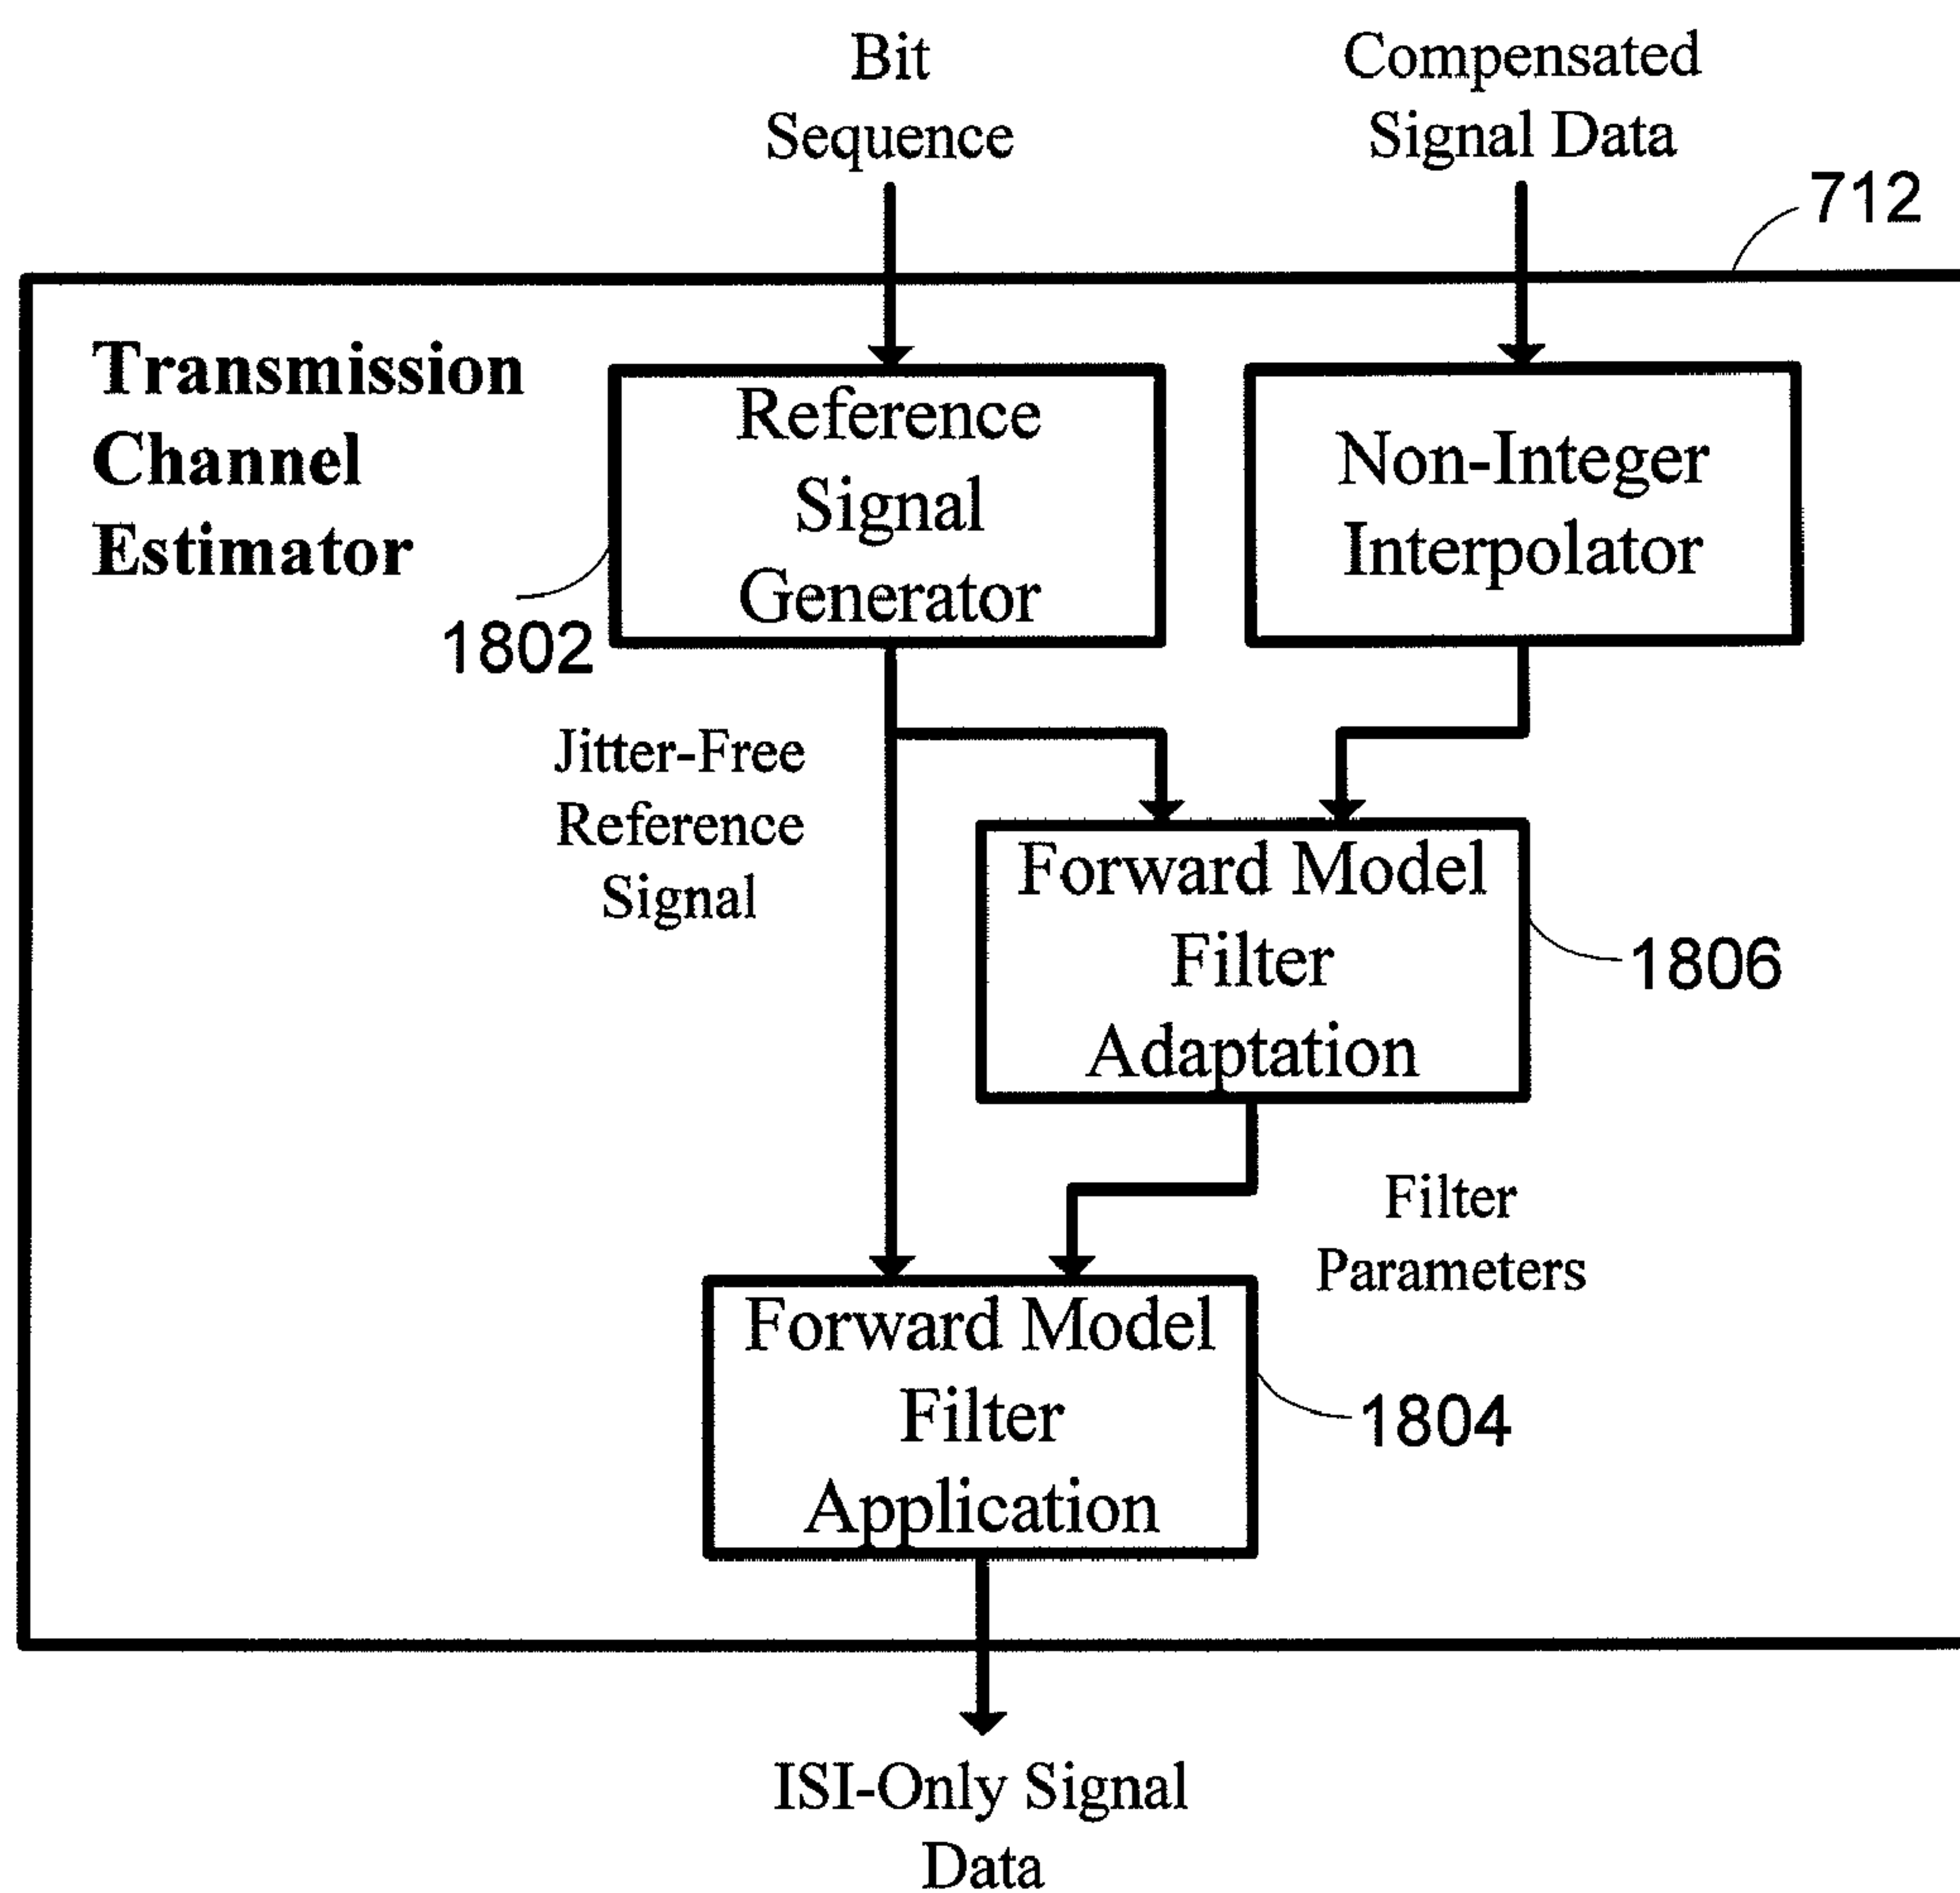 Bit
Sequence
Compensated
Signal Data
712
Transmission
Channel
Estimator
Reference
Signal
Generator
1802
Non-Integer
Interpolator
Jitter-Free
Reference
Signal
Forward Model
Filter
Adaptation
1806
Filter
Parameters
Forward Model
Filter
Application
1804
ISI-Only Signal
Data